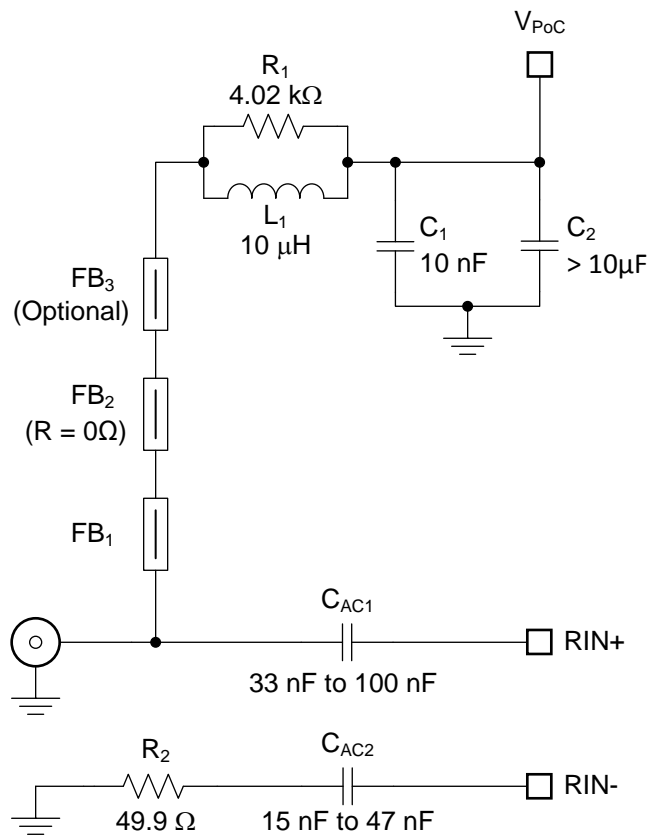 V_PoC
R_1
4.02 kΩ
L_1
10 μH
C_1
10 nF
C_2
> 10μF
FB_3
(Optional)
FB_2
(R = 0Ω)
FB_1
C_AC1
33 nF to 100 nF
RIN+
R_2
49.9 Ω
C_AC2
15 nF to 47 nF
RIN-